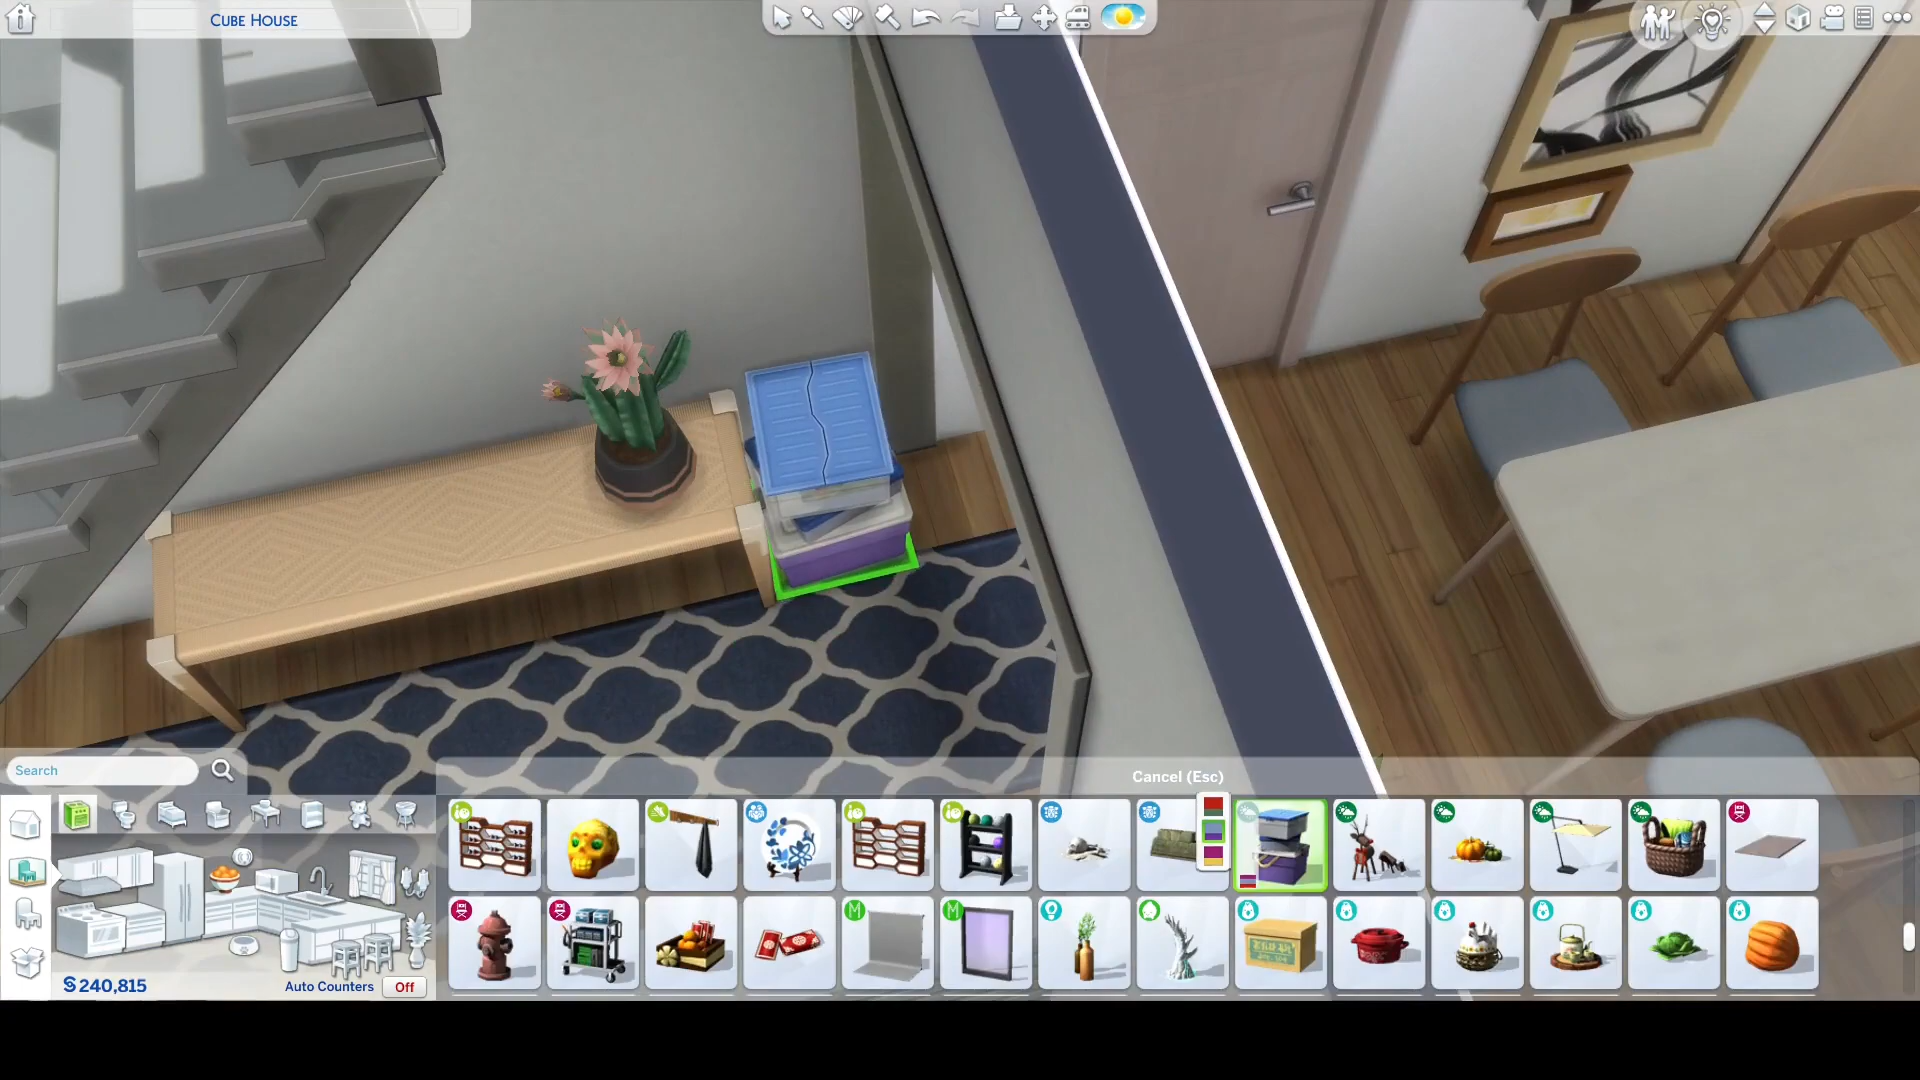 CUBE HOUSE
Search
Cancel (Esc)
M
M
§240,815
Auto Counters
Off